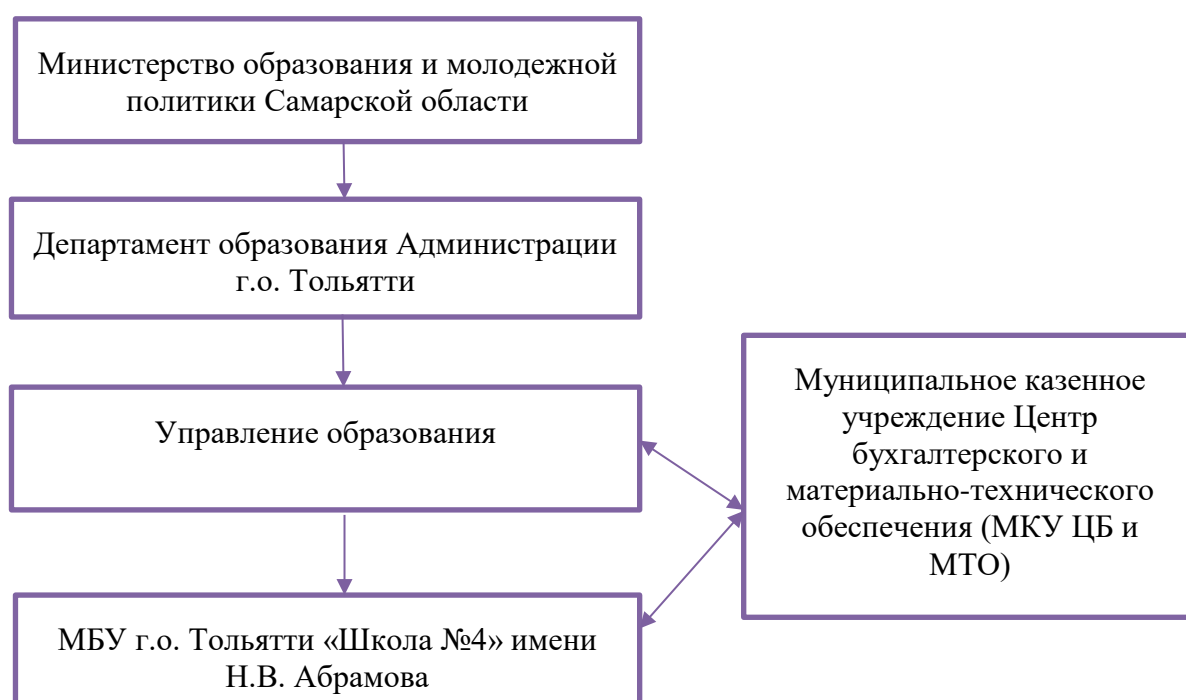 Министерство образования и молодежной
политики Самарской области
Департамент образования Администрации
г.о. Тольятти
Управление образования
Муниципальное казенное
учреждение Центр
бухгалтерского и
материально-технического
обеспечения (МКУ ЦБ и
МТО)
МБУ г.о. Тольятти «Школа №4» имени
Н.В. Абрамова